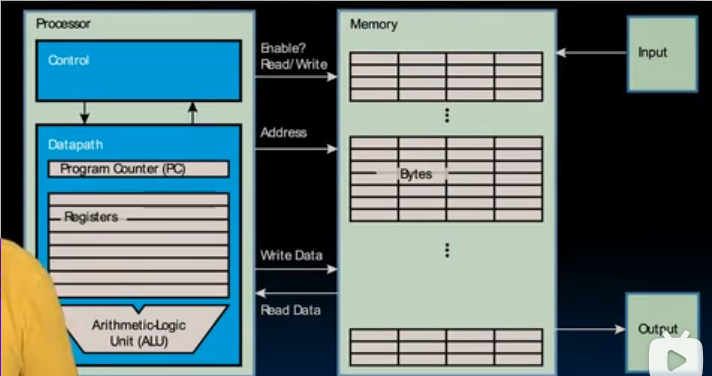 Processor
Control
Datapath
Program Counter (PC)
Registers
Arithmetic-Logic
Unit (ALU)
Enable?
Read/Write
Address
Write Data
Read Data
Memory
Bytes
Input
Output